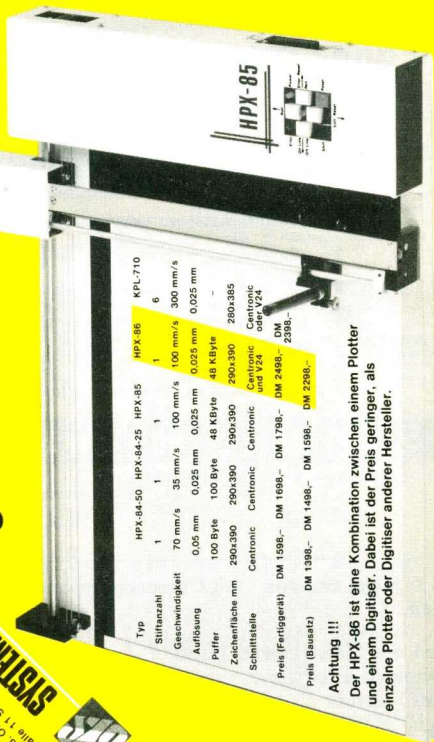 HPX-85
Typ HPX-84-50 HPX-84-25 HPX-85 HPX-86 KPL-710
Stiftanzahl 1 1 1 1 6
Geschwindigkeit 70 mm/s 35 mm/s 100 mm/s 100 mm/s 300 mm/s
Auflösung 0,05 mm 0,025 mm 0,025 mm 0,025 mm 0,025 mm
Puffer 100 Byte 100 Byte 48 KByte 48 KByte -
Zeichenfläche mm 290x390 290x390 290x390 290x390 280x385
Schnittstelle Centronic Centronic Centronic Centronic und V24 Centronic oder V24
Preis (Fertiggerät) DM 1598,- DM 1698,- DM 1798,- DM 2498,- DM 2398,-
Preis (Bausatz) DM 1398,- DM 1498,- DM 1598,- DM 2298,-
Achtung !!!
Der HPX-86 ist eine Kombination zwischen einem Plotter
und einem Digitiser. Dabei ist der Preis geringer, als
einzelne Plotter oder Digitiser anderer Hersteller.
SYSTEM